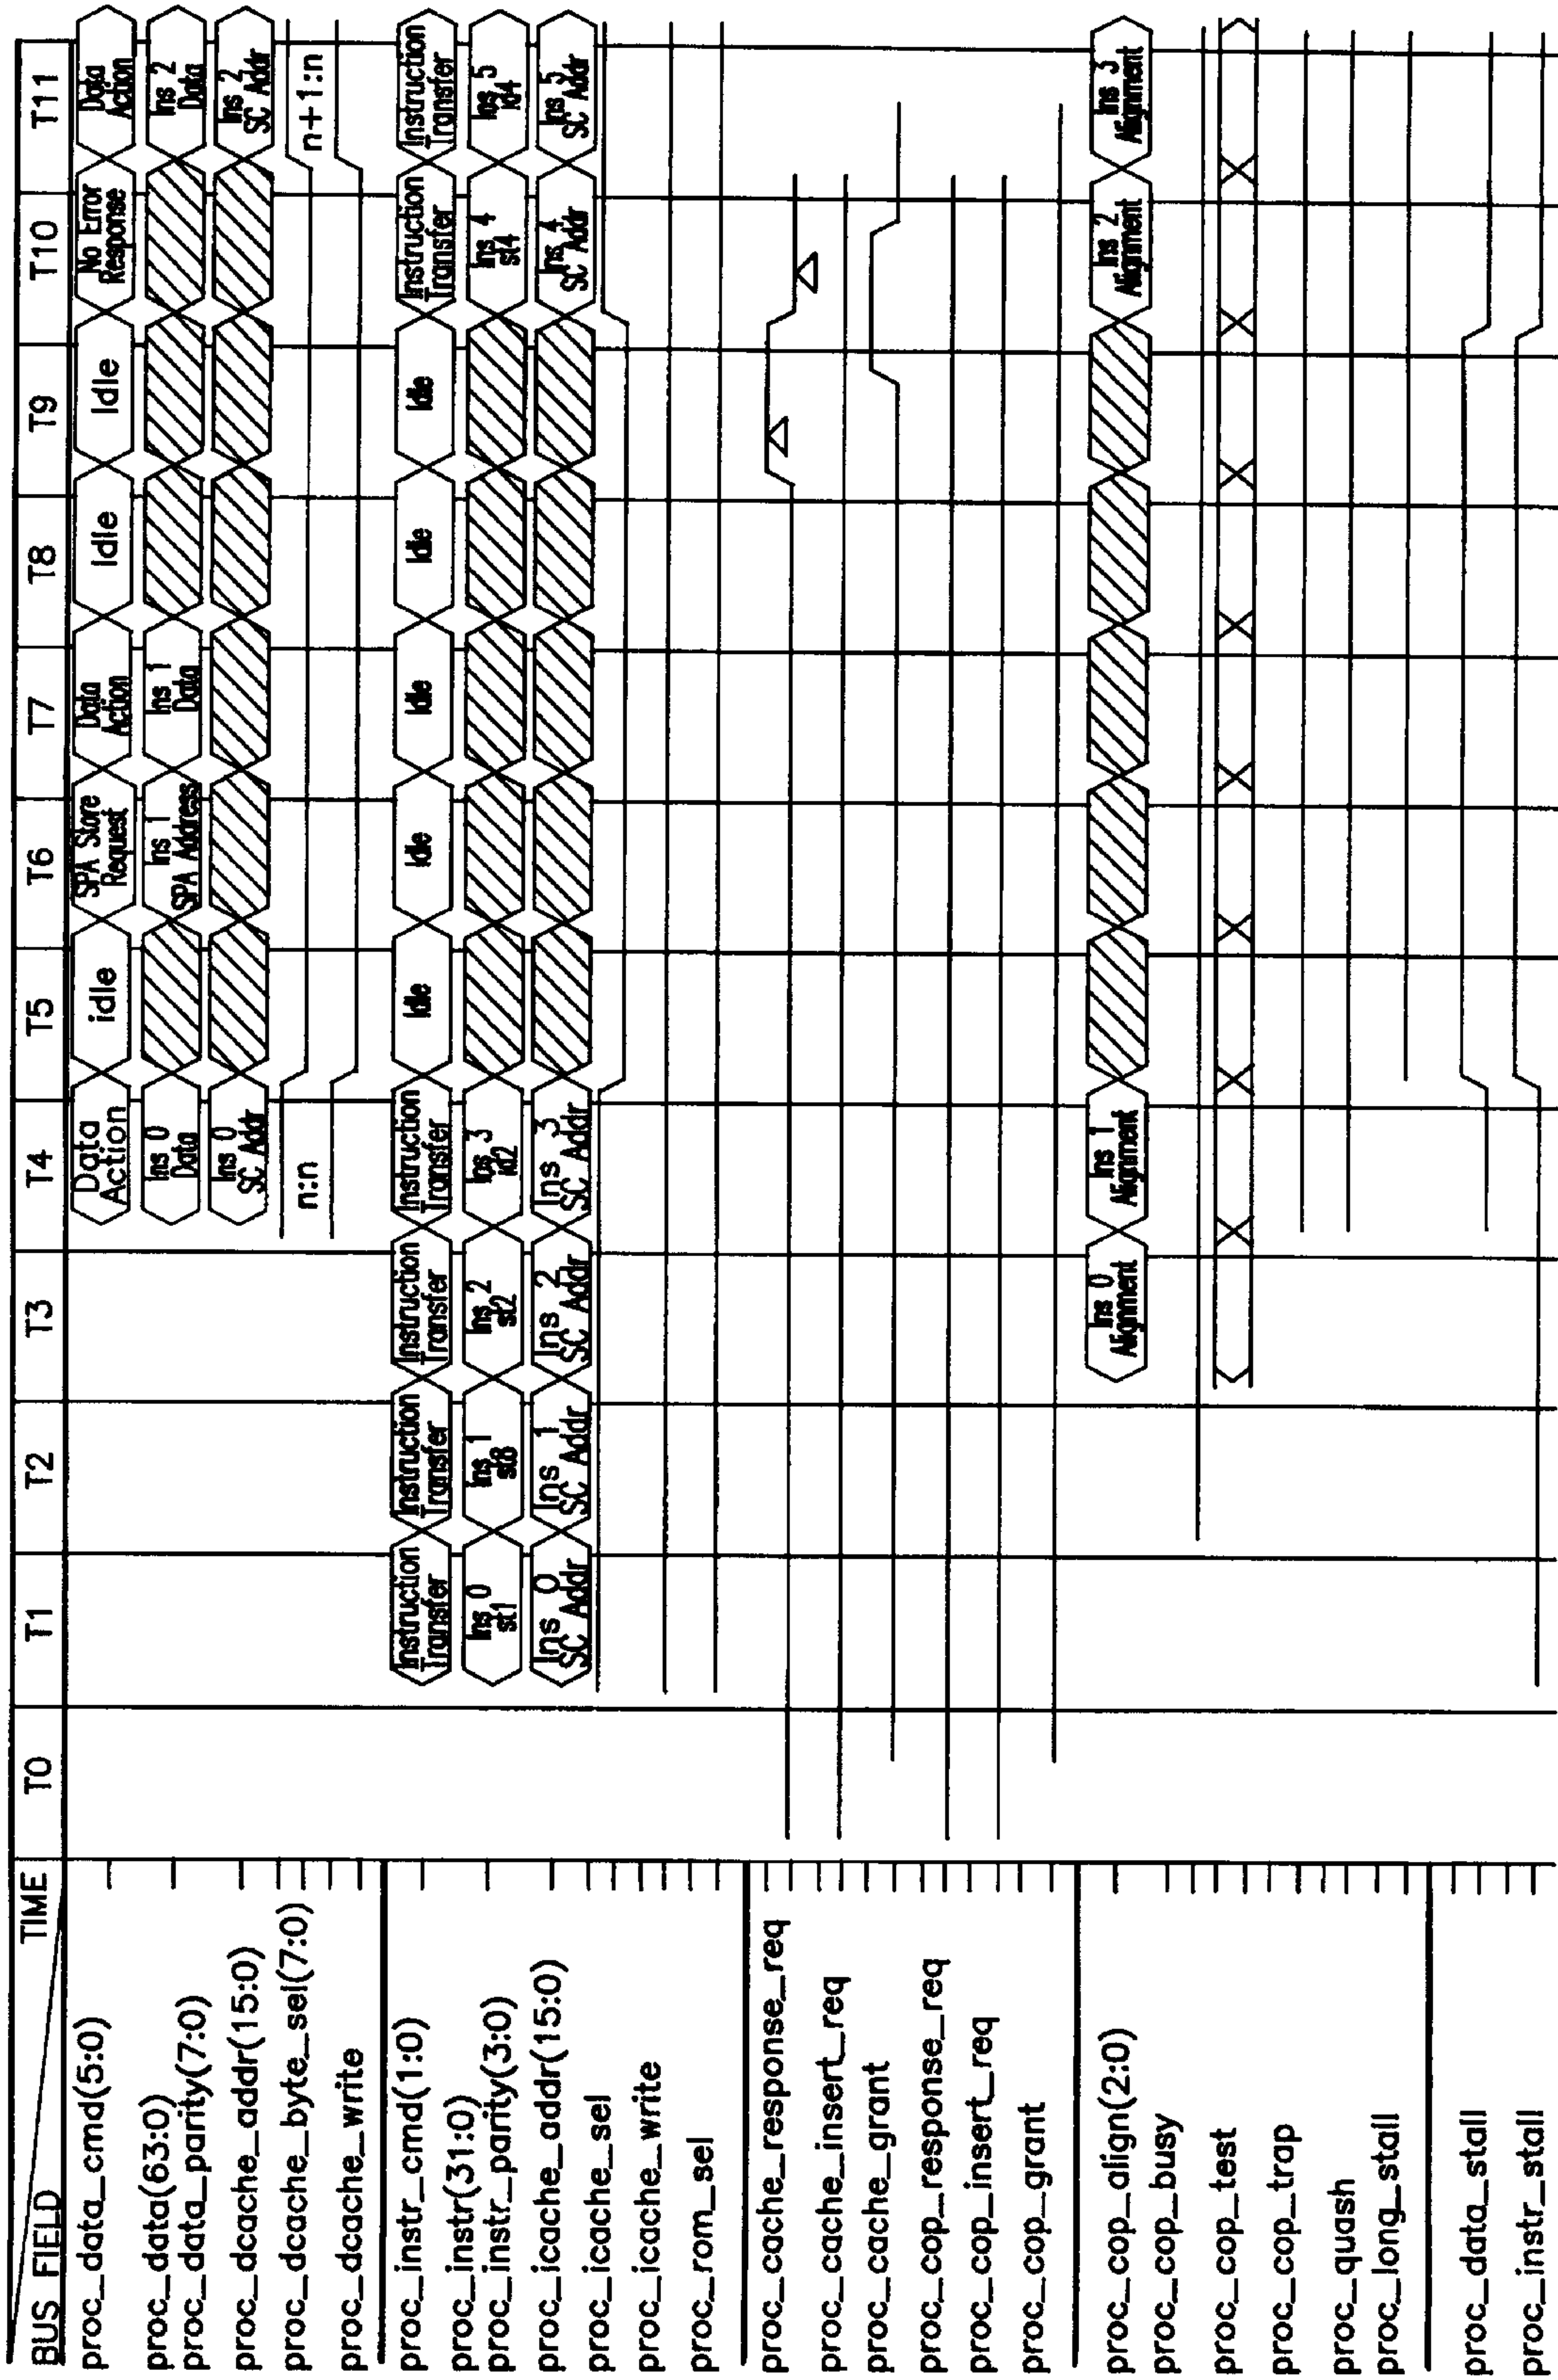 BUS FIELD TIME T0 T1 T2 T3 T4 T5 T6 T7 T8 T9 T10 T11
proc_data_cmd(5:0)
Data
Action
idle
SPA Store
Request
Data
Action
Idle
Idle
No Error
Response
Data
Action
proc_data(63:0)
proc_data_parity(7:0)
Ins 0
Data
Ins 1
SPA Address
Ins 1
Data
Ins 2
Data
proc_dcache_addr(15:0)
Ins 0
SC Addr
Ins 2
SC Addr
proc_dcache_byte_sel(7:0)
n:n
n+1:n
proc_dcache_write
proc_instr_cmd(1:0)
Instruction
Transfer
Instruction
Transfer
Instruction
Transfer
Instruction
Transfer
Idle
Idle
Idle
Idle
Idle
Instruction
Transfer
Instruction
Transfer
proc_instr(31:0)
proc_instr_parity(3:0)
Ins 0
st1
Ins 1
st8
Ins 2
st2
Ins 3
ld2
Ins 4
st4
Ins 5
ld4
proc_icache_addr(15:0)
Ins 0
SC Addr
Ins 1
SC Addr
Ins 2
SC Addr
Ins 3
SC Addr
Ins 4
SC Addr
Ins 5
SC Addr
proc_icache_sel
proc_icache_write
proc_rom_sel
proc_cache_response_req
proc_cache_insert_req
proc_cache_grant
proc_cop_response_req
proc_cop_insert_req
proc_cop_grant
proc_cop_align(2:0)
Ins 0
Alignment
Ins 1
Alignment
Ins 2
Alignment
Ins 3
Alignment
proc_cop_busy
proc_cop_test
proc_cop_trap
proc_quash
proc_long_stall
proc_data_stall
proc_instr_stall